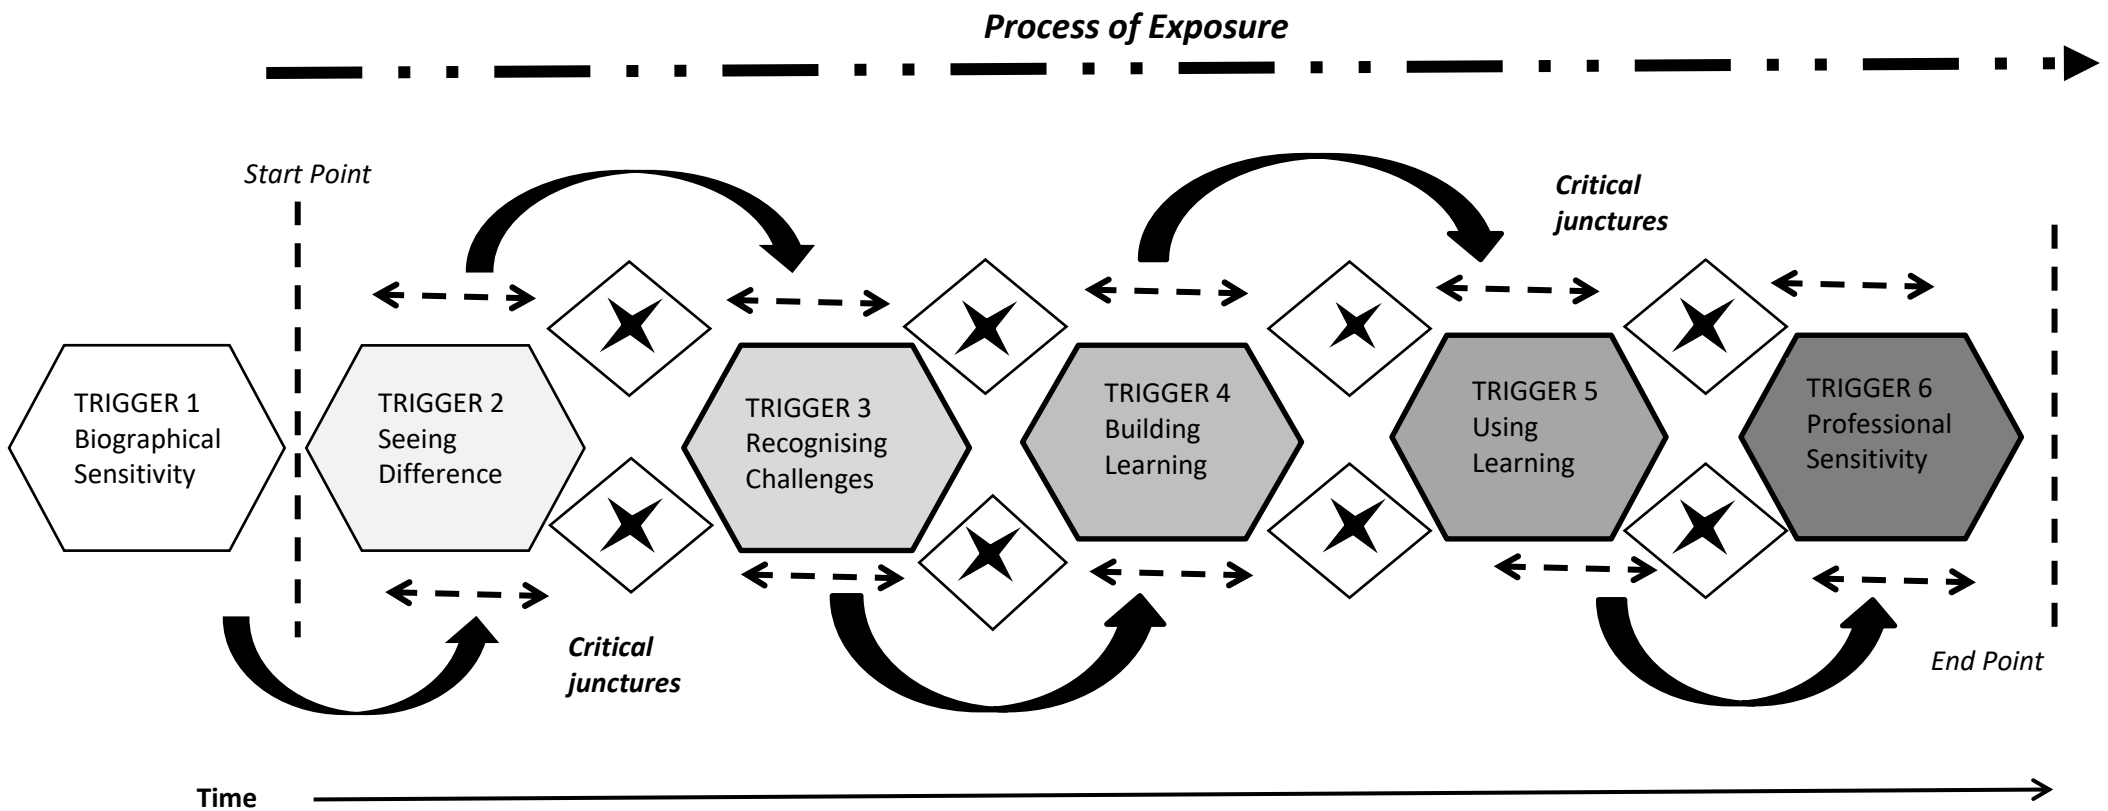 Process of Exposure
Start Point
Critical
junctures
TRIGGER 1
Biographical
Sensitivity
TRIGGER 2
Seeing
Difference
TRIGGER 3
Recognising
Challenges
TRIGGER 4
Building
Learning
TRIGGER 5
Using
Learning
TRIGGER 6
Professional
Sensitivity
Critical
junctures
End Point
Time